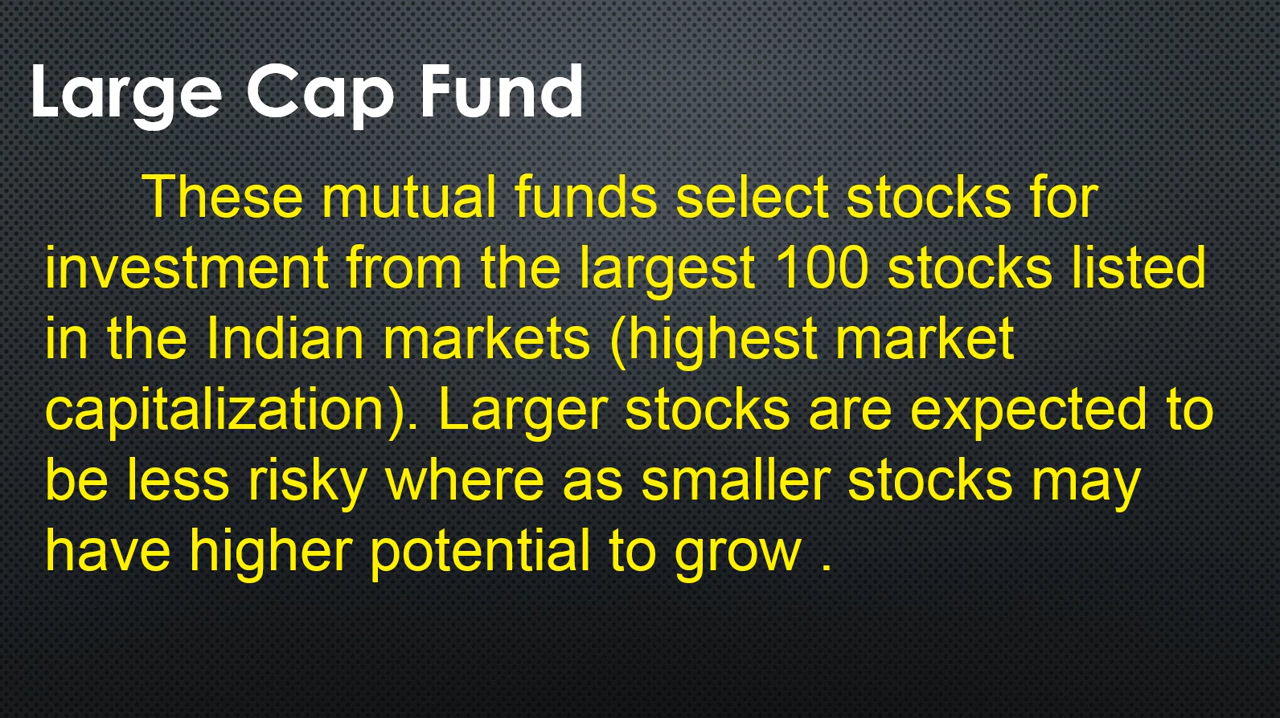 Large Cap Fund
These mutual funds select stocks for
investment from the largest 100 stocks listed
in the Indian markets (highest market
capitalization). Larger stocks are expected to
be less risky where as smaller stocks may
have higher potential to grow .